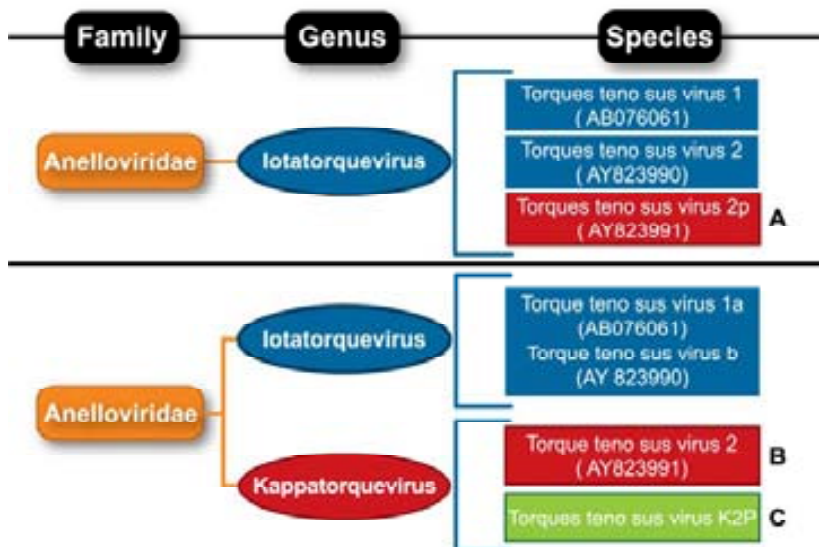 Family Genus Species
Torques teno sus virus 1
( AB076061)
Anelloviridae Iotatorquevirus Torques teno sus virus 2
( AY823990)
Torques teno sus virus 2p A
( AY823991)
Iotatorquevirus Torque teno sus virus 1a
(AB076061)
Torque teno sus virus b
(AY 823990)
Anelloviridae
Torque teno sus virus 2 B
( AY823991)
Kappatorquevirus
Torques teno sus virus K2P C